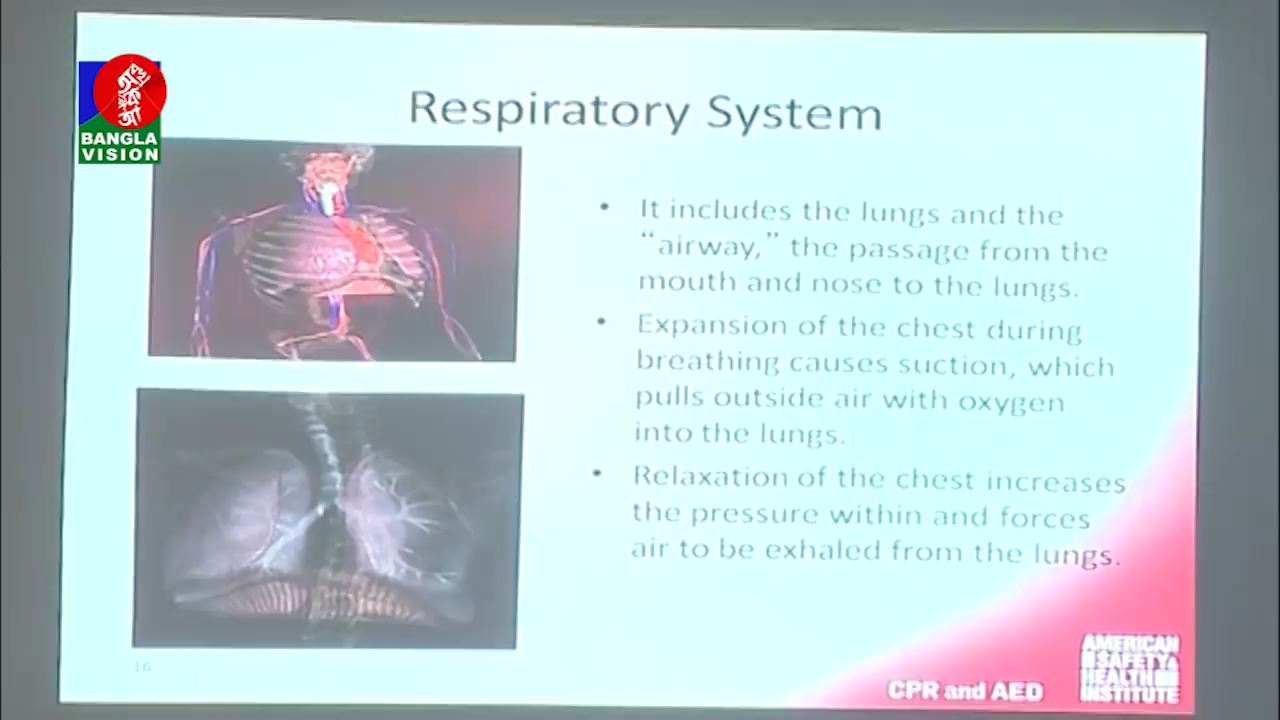 BANGLA
VISION
Respiratory System
• It includes the lungs and the
“airway,” the passage from the
mouth and nose to the lungs.
• Expansion of the chest during
breathing causes suction, which
pulls outside air with oxygen
into the lungs.
• Relaxation of the chest increases
the pressure within and forces
air to be exhaled from the lungs.
16
CPR and AED
AMERICAN
SAFETY &
HEALTH
INSTITUTE